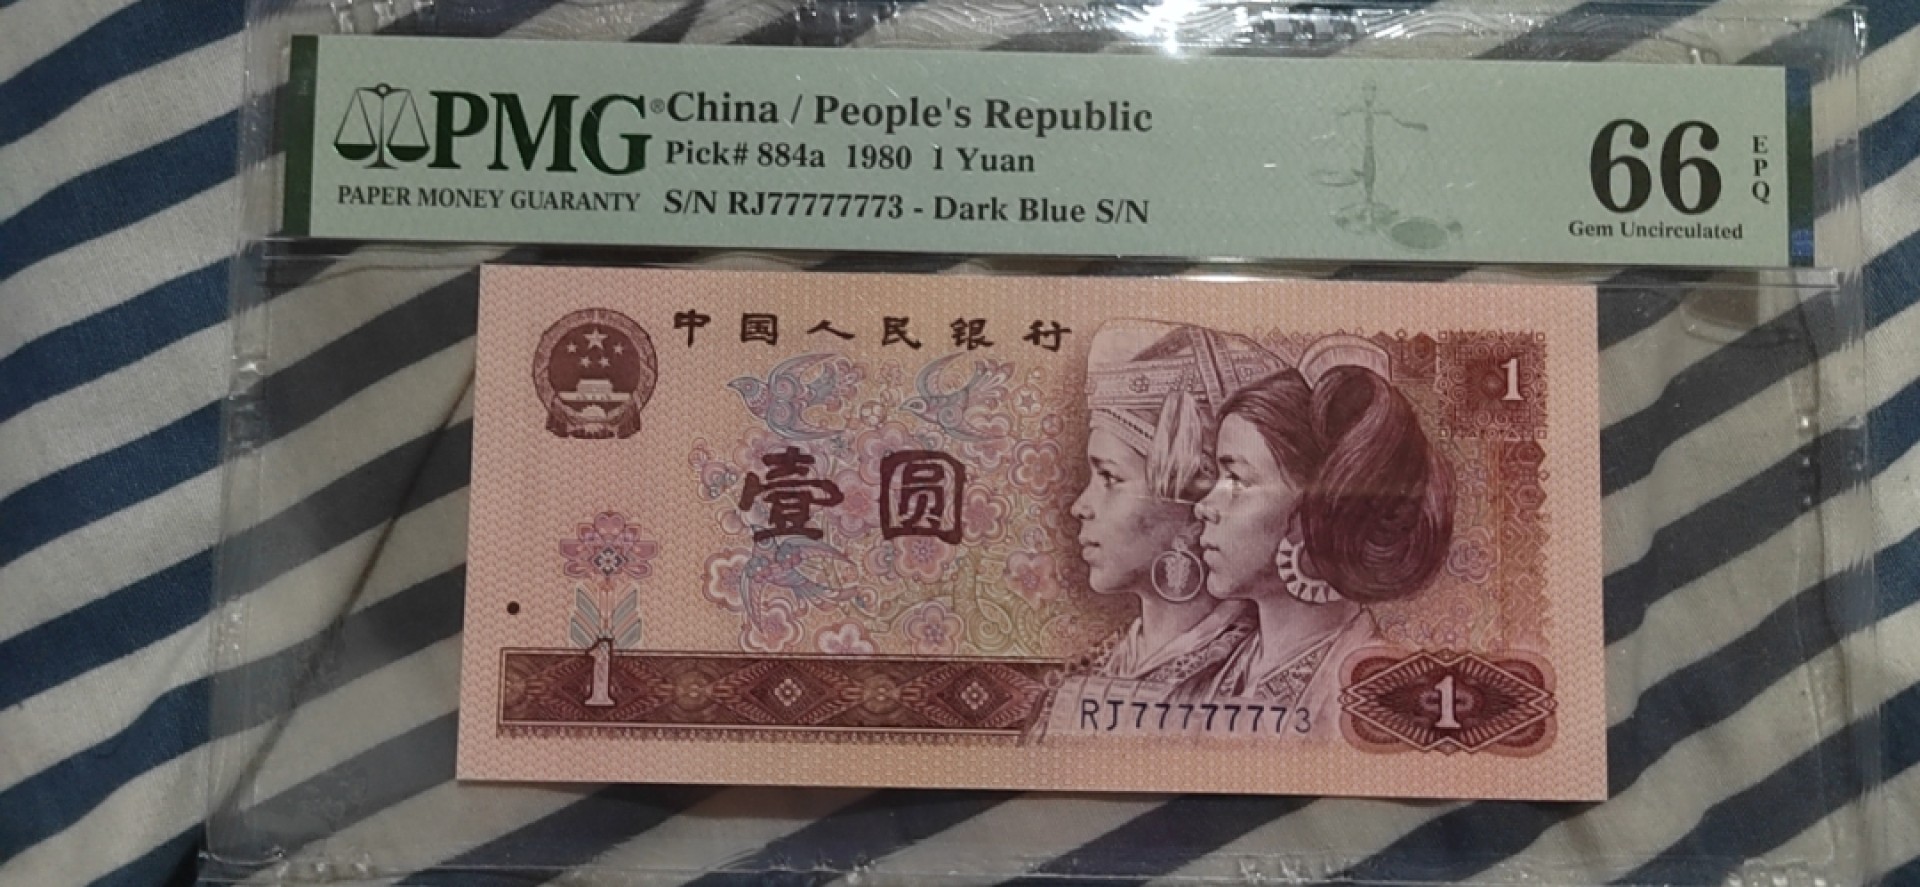 PMG® China / People's Republic
Pick# 884a 1980 1 Yuan
PAPER MONEY GUARANTY S/N RJ77777773 - Dark Blue S/N
66 EPQ
Gem Uncirculated
中国人民银行
1
壹圆
1
RJ77777773
1